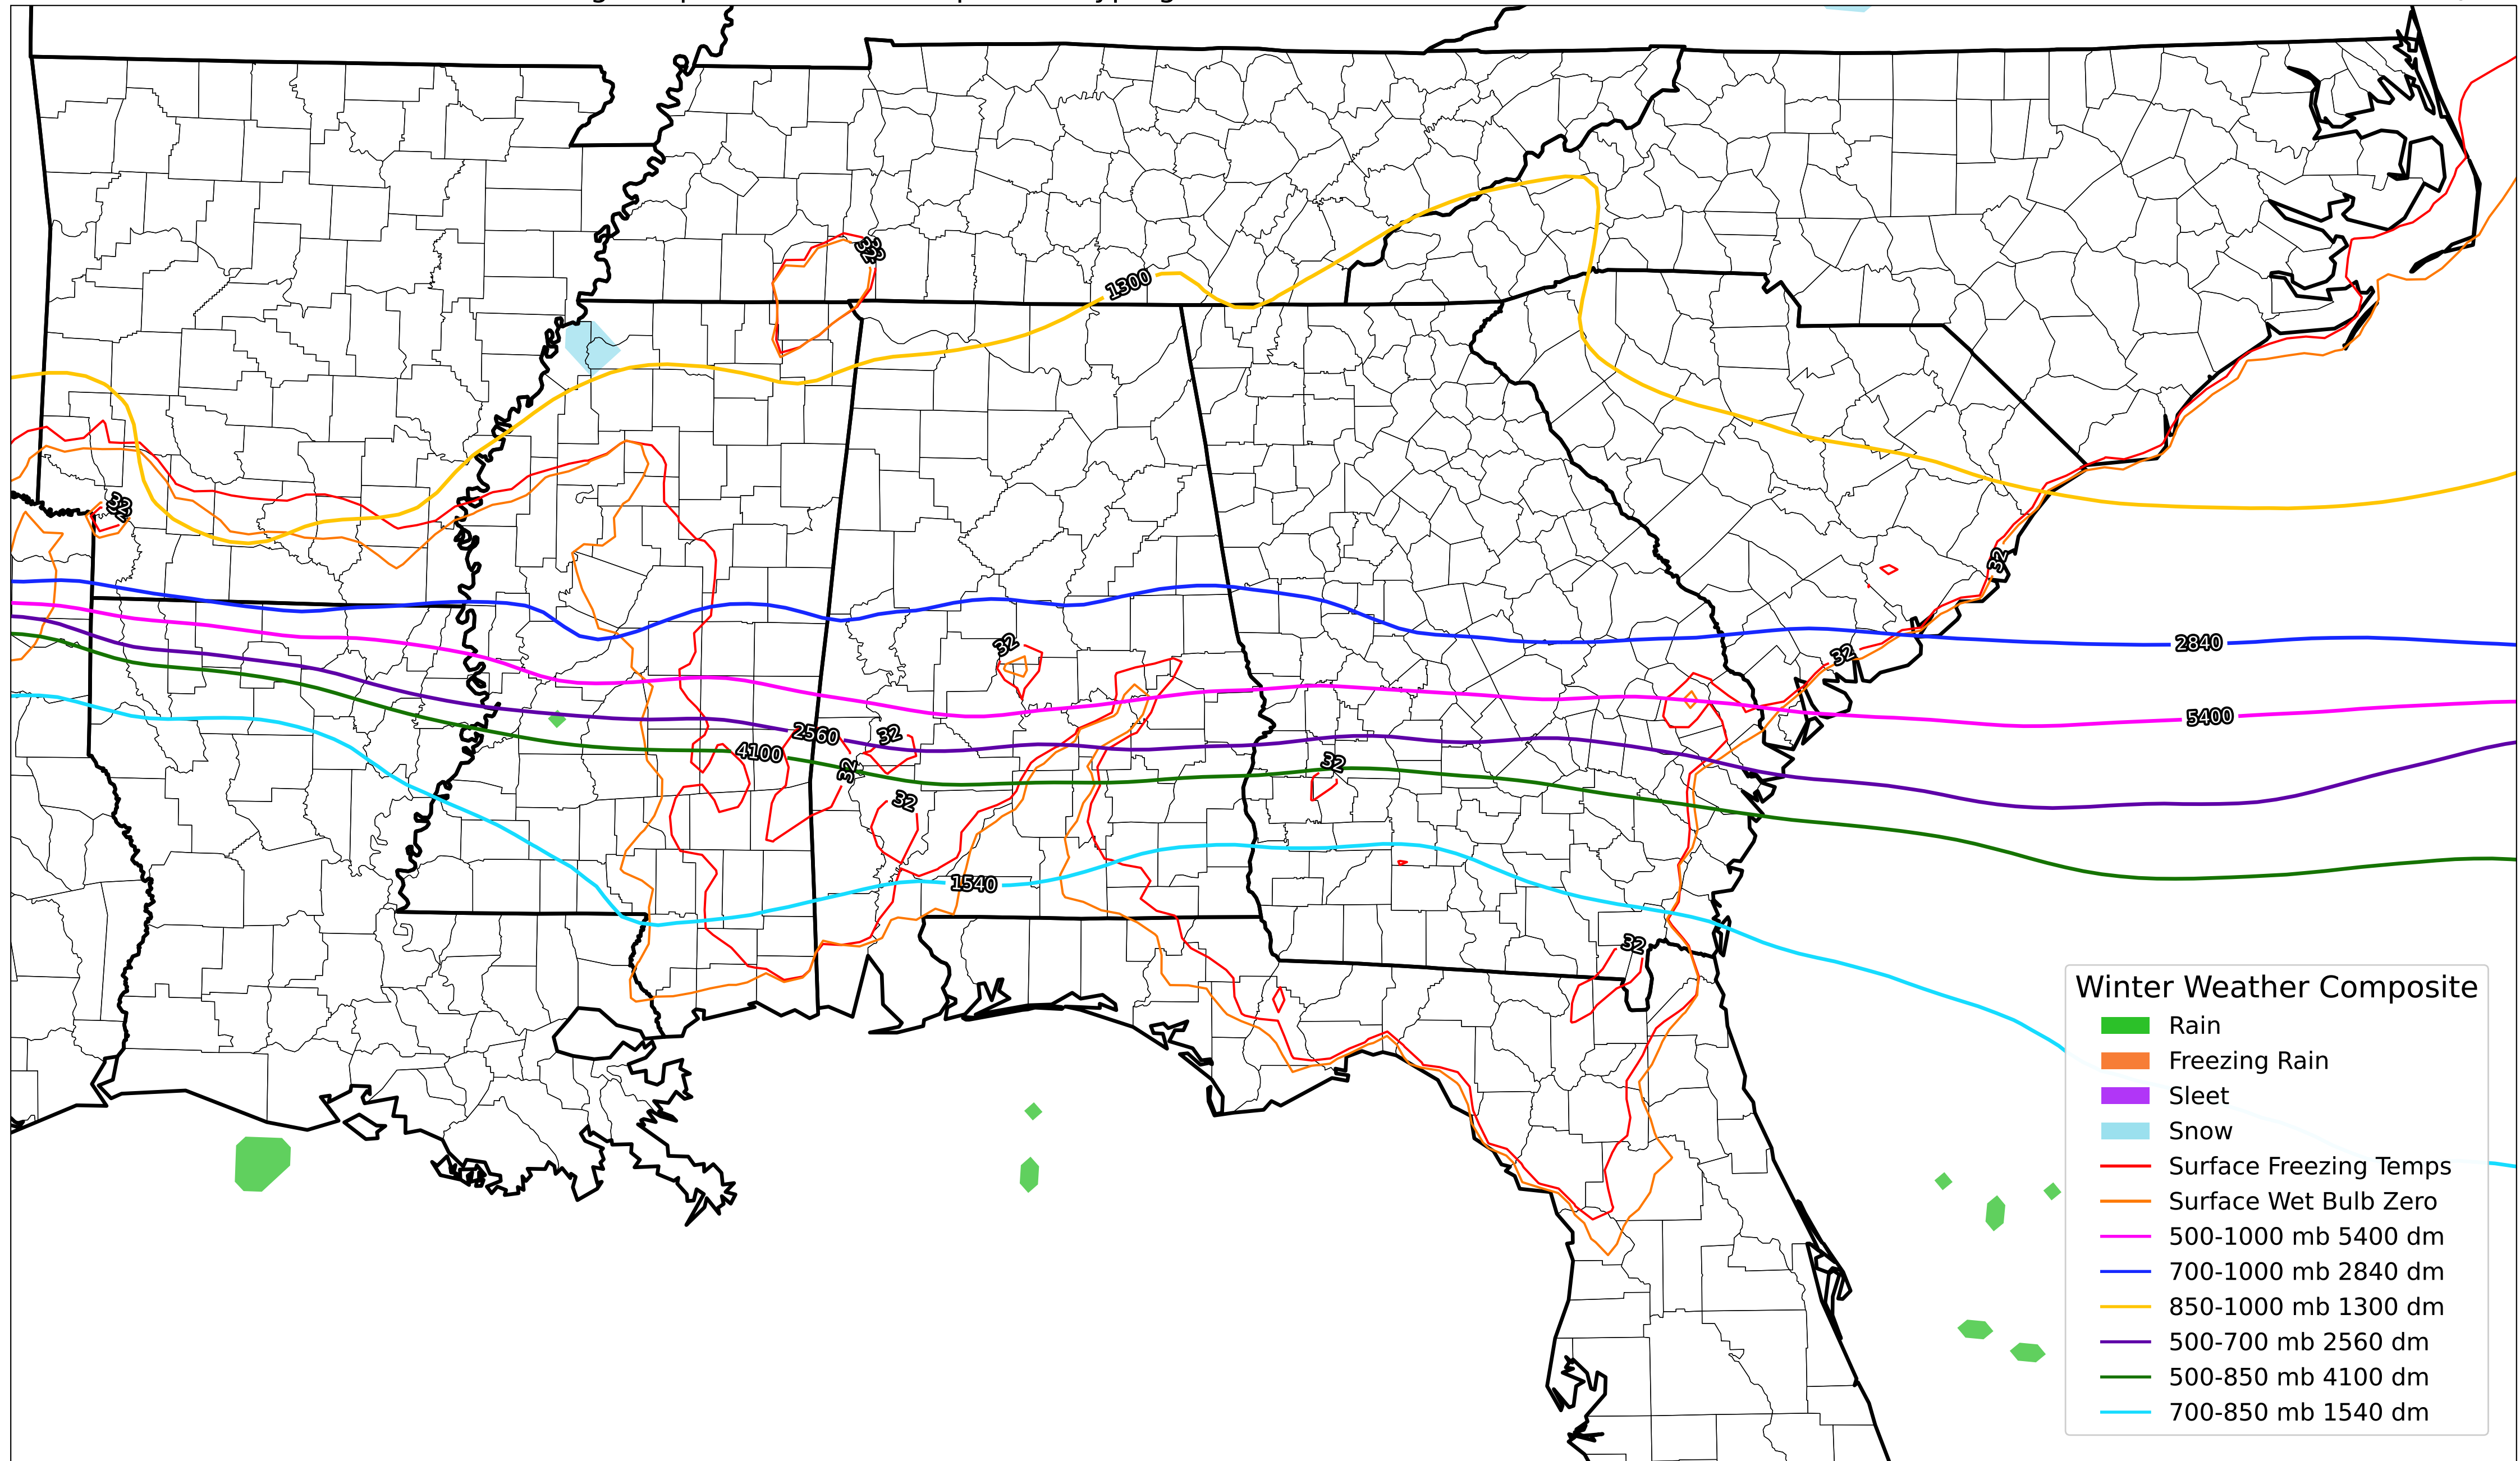 32
32
1300
32
32
32
32
2840
32
5400
2560
32
4100
32
32
32
1540
32
Winter Weather Composite
Rain
Freezing Rain
Sleet
Snow
Surface Freezing Temps
Surface Wet Bulb Zero
500-1000 mb 5400 dm
700-1000 mb 2840 dm
850-1000 mb 1300 dm
500-700 mb 2560 dm
500-850 mb 4100 dm
700-850 mb 1540 dm